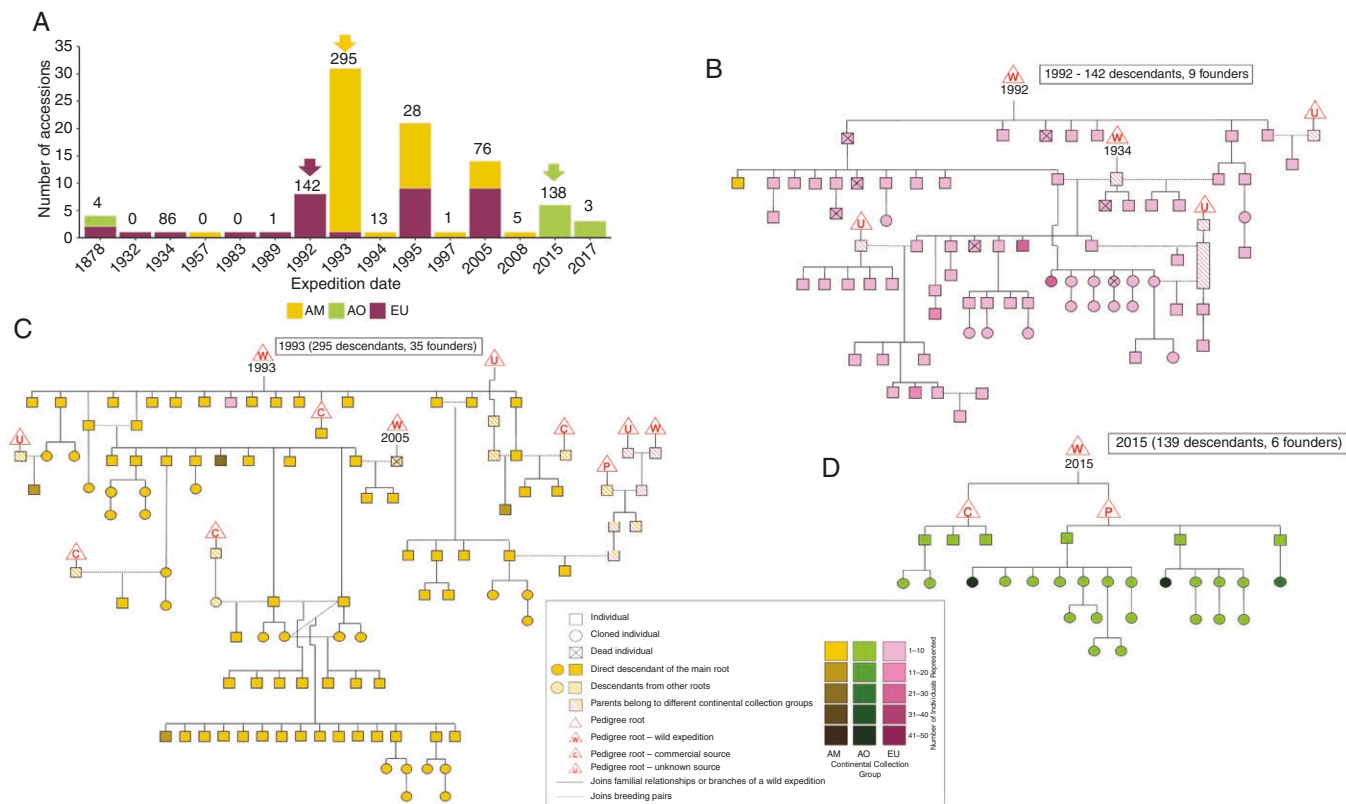 A
35
30
25
20
15
10
5
0
Number of accessions
4
0
86
0
0
1
142
295
13
28
1
76
5
138
3
1878
1932
1934
1957
1983
1989
1992
1993
1994
1995
1997
2005
2008
2015
2017
Expedition date
AM AO EU
B
W
1992
1992 - 142 descendants, 9 founders
U
W
1934
U
U
C
W
1993
1993 (295 descendants, 35 founders)
U
C
W
2005
U
C
U
W
P
C
C
D
W
2015
2015 (139 descendants, 6 founders)
C
P
Individual
Cloned individual
Dead individual
Direct descendant of the main root
Descendants from other roots
Parents belong to different continental collection groups
Pedigree root
W Pedigree root – wild expedition
C Pedigree root – commercial source
U Pedigree root – unknown source
Joins familial relationships or branches of a wild expedition
Joins breeding pairs
1–10
11–20
21–30
31–40
41–50
Number of Individuals Represented
AM AO EU
Continental Collection
Group